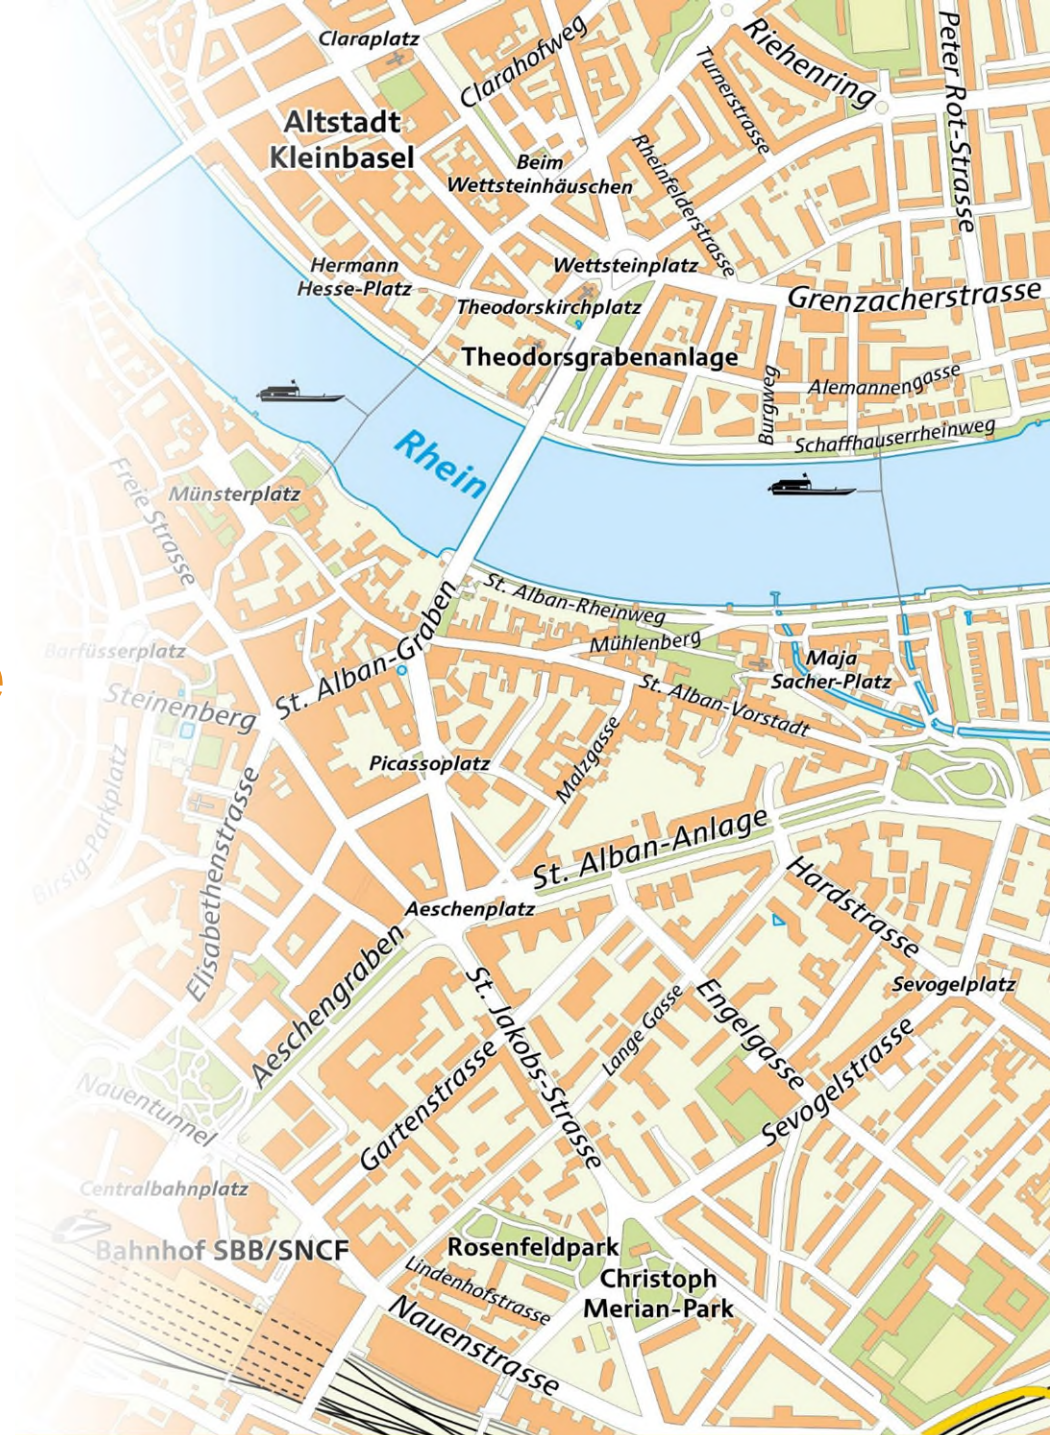 Claraplatz
Clarahofweg
Riehenring
Peter Rot-Strasse
Turnerstrasse
Altstadt
Kleinbasel
Beim
Wettsteinhäuschen
Rheinfelderstrasse
Hermann
Hesse-Platz
Wettsteinplatz
Grenzacherstrasse
Theodorskirchplatz
Theodorsgrabenanlage
Burgweg
Alemannengasse
Schaffhauserrheinweg
Rhein
Münsterplatz
Freie Strasse
St. Alban-Rheinweg
Mühlenberg
St. Alban-Graben
Barfüsserplatz
Maja
Sacher-Platz
e
Steinenberg
St. Alban-Vorstadt
Picassoplatz
Malzgasse
Birsig-Parkplatz
Elisabethenstrasse
St. Alban-Anlage
Hardstrasse
Aeschenplatz
Aeschengraben
Sevogelplatz
St. Jakobs-Strasse
Lange Gasse
Engelgasse
Sevogelstrasse
Gartenstrasse
Nauentunnel
Centralbahnplatz
Bahnhof SBB/SNCF
Rosenfeldpark
Lindenhofstrasse
Christoph
Merian-Park
Nauenstrasse